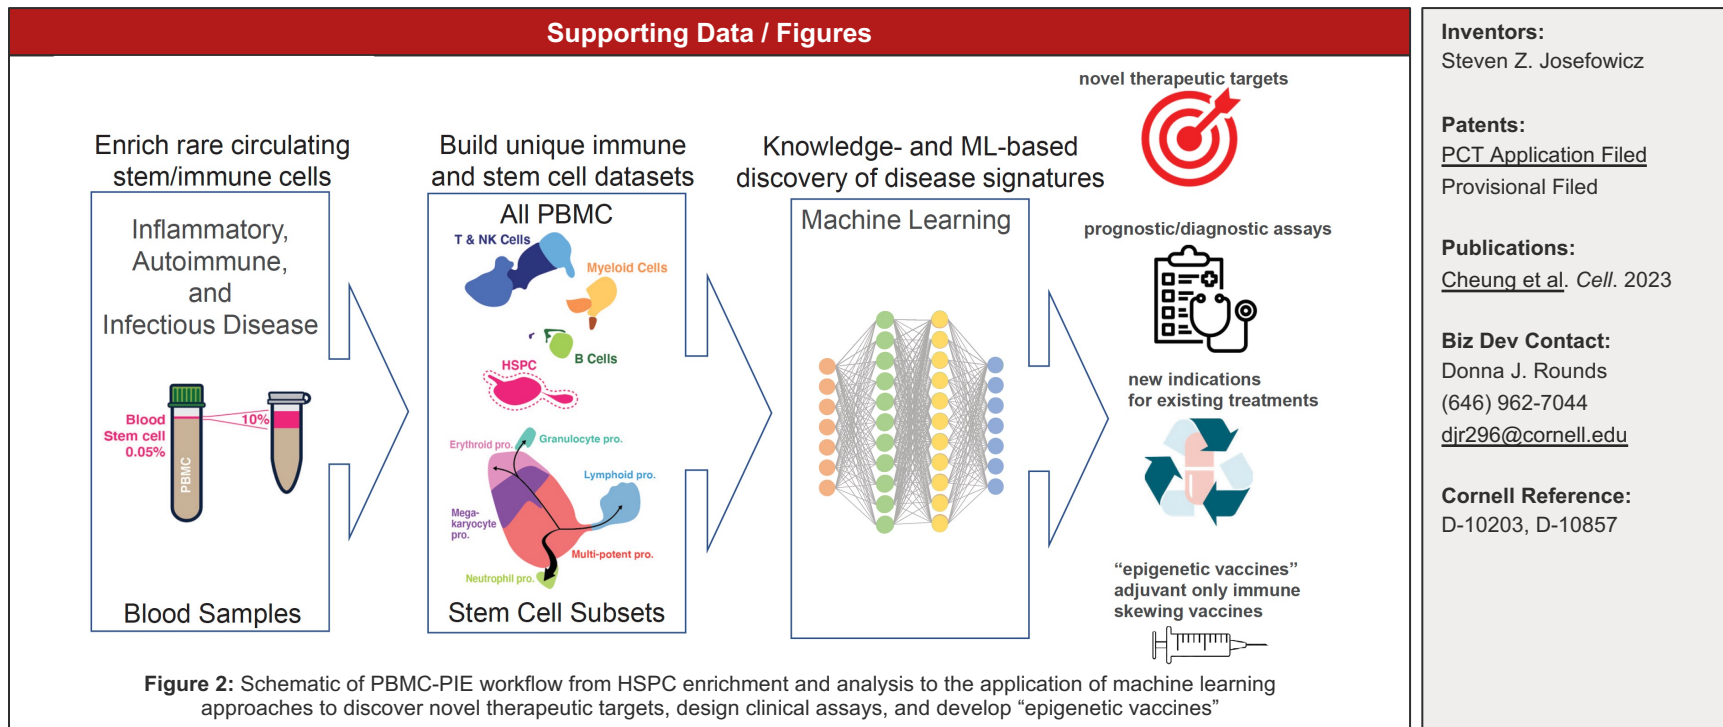 Supporting Data / Figures
Enrich rare circulating
stem/immune cells
Inflammatory,
Autoimmune,
and
Infectious Disease
Blood
Stem cell
0.05%
10%
PBMC
Blood Samples
Build unique immune
and stem cell datasets
All PBMC
T & NK Cells
Myeloid Cells
B Cells
HSPC
Erythroid pro.
Granulocyte pro.
Lymphoid pro.
Mega-
karyocyte
pro.
Multi-potent pro.
Neutrophil pro.
Stem Cell Subsets
Knowledge- and ML-based
discovery of disease signatures
Machine Learning
novel therapeutic targets
prognostic/diagnostic assays
new indications
for existing treatments
“epigenetic vaccines”
adjuvant only immune
skewing vaccines
Figure 2: Schematic of PBMC-PIE workflow from HSPC enrichment and analysis to the application of machine learning
approaches to discover novel therapeutic targets, design clinical assays, and develop “epigenetic vaccines”
Inventors:
Steven Z. Josefowicz
Patents:
PCT Application Filed
Provisional Filed
Publications:
Cheung et al. Cell. 2023
Biz Dev Contact:
Donna J. Rounds
(646) 962-7044
djr296@cornell.edu
Cornell Reference:
D-10203, D-10857